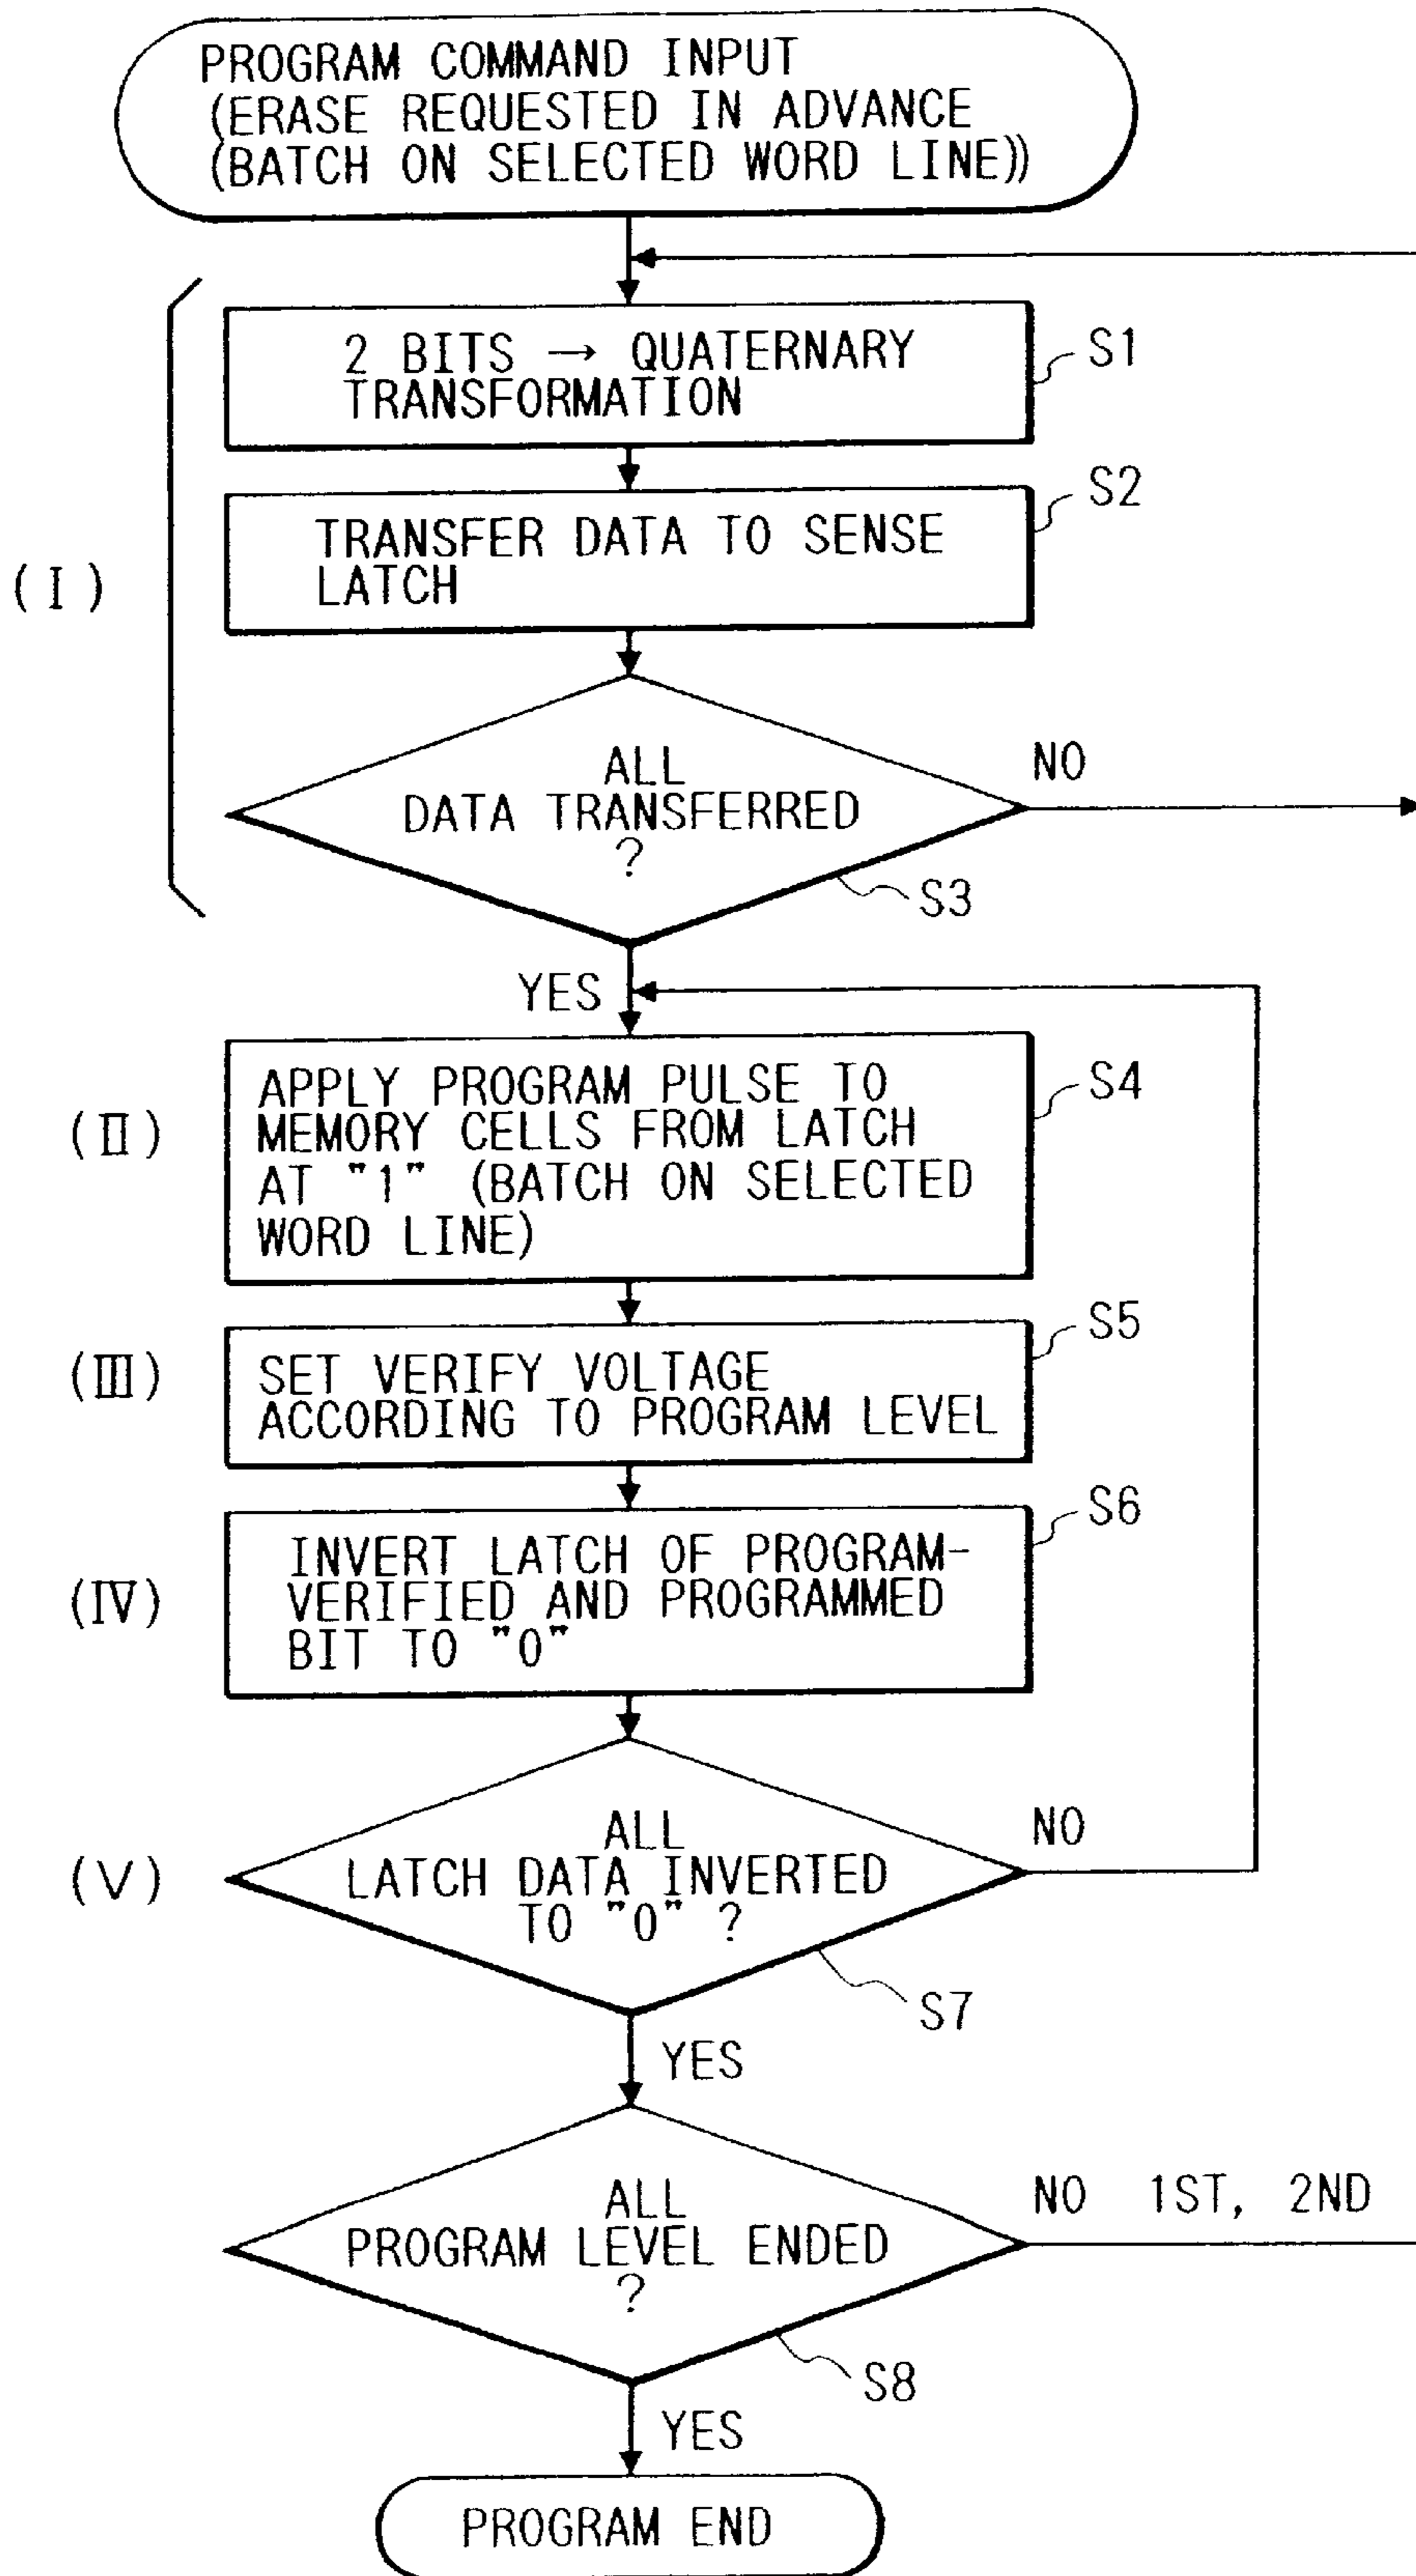 PROGRAM COMMAND INPUT
(ERASE REQUESTED IN ADVANCE
(BATCH ON SELECTED WORD LINE))
2 BITS → QUATERNARY
TRANSFORMATION
S1
TRANSFER DATA TO SENSE
LATCH
S2
(I)
ALL
DATA TRANSFERRED
?
NO
S3
YES
(II)
APPLY PROGRAM PULSE TO
MEMORY CELLS FROM LATCH
AT "1" (BATCH ON SELECTED
WORD LINE)
S4
(III)
SET VERIFY VOLTAGE
ACCORDING TO PROGRAM LEVEL
S5
(IV)
INVERT LATCH OF PROGRAM-
VERIFIED AND PROGRAMMED
BIT TO "0"
S6
(V)
ALL
LATCH DATA INVERTED
TO "0" ?
NO
S7
YES
ALL
PROGRAM LEVEL ENDED
?
NO 1ST, 2ND
S8
YES
PROGRAM END